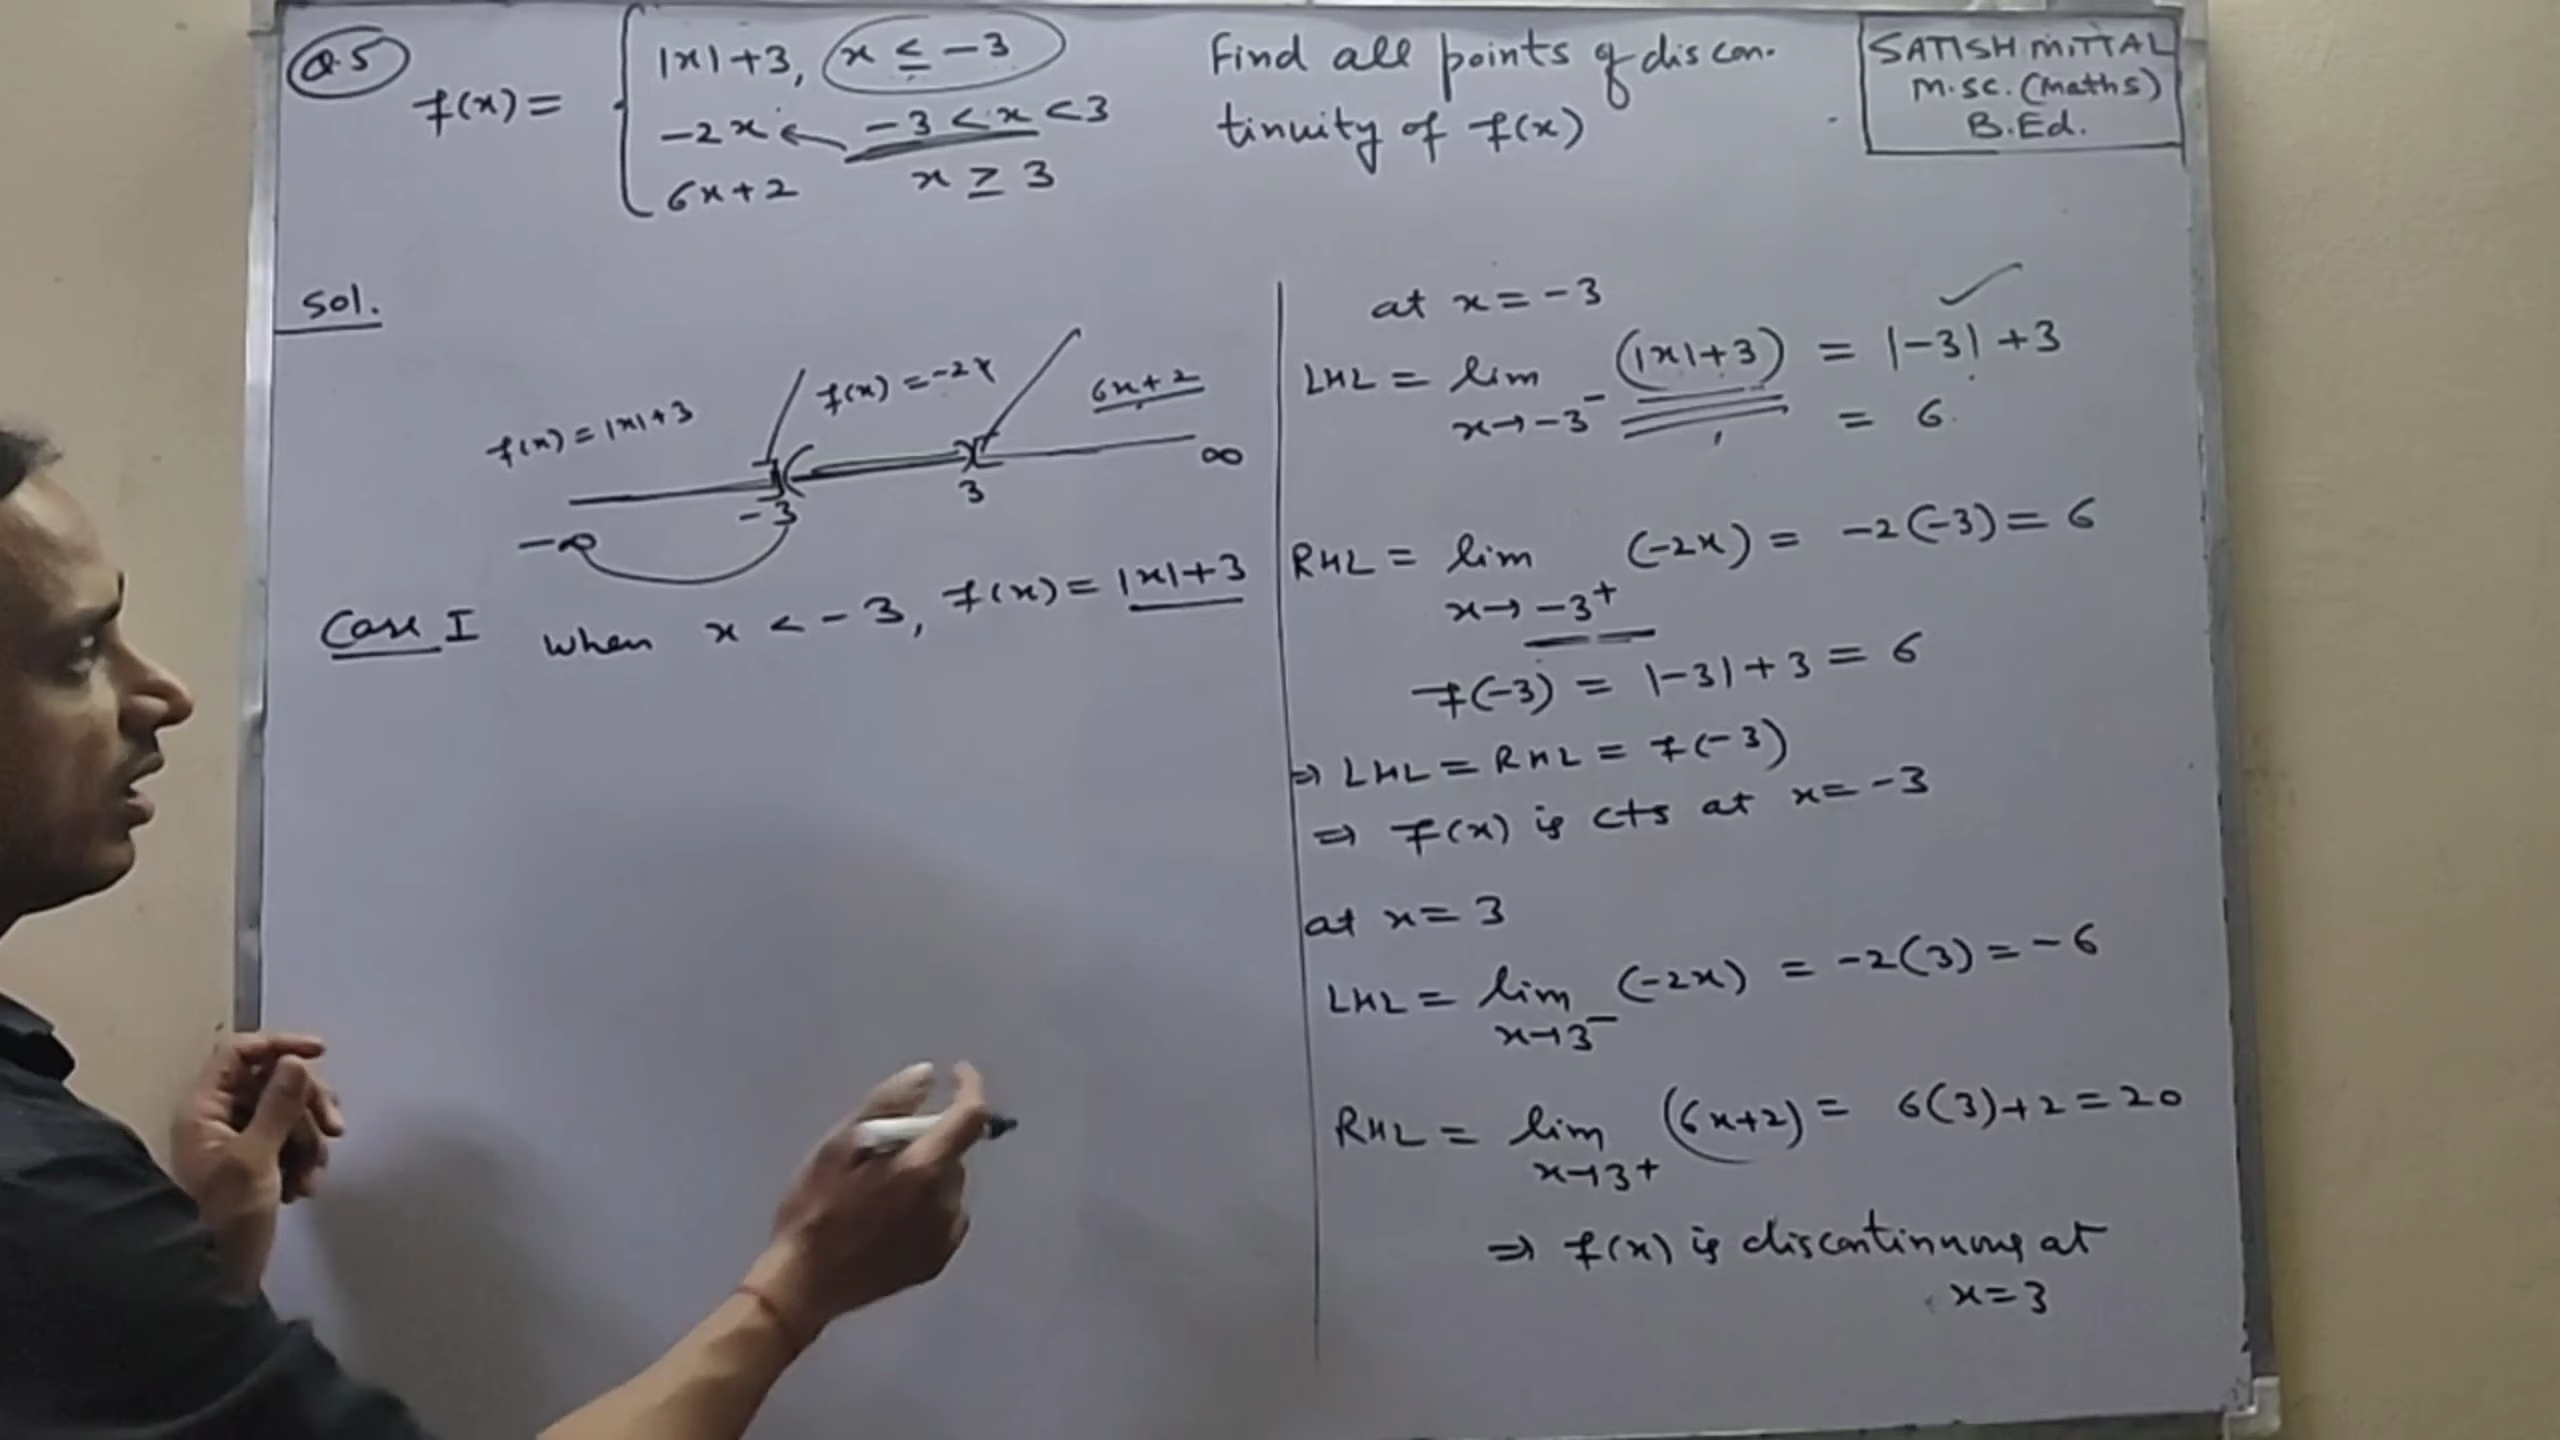 Q.5
f(x) = { |x|+3, x ≤ -3
-2x ← -3 < x < 3
6x+2 x ≥ 3
Find all points of discon-
tinuity of f(x)
SATISH MITTAL
M.SC. (Maths)
B.Ed.
Sol.
f(x) = |x|+3
f(x) = -2x
6x+2
-∞ -3 3 ∞
Case I when x < -3, f(x) = |x|+3
at x = -3
LHL = lim (|x|+3) = |-3| +3 ✓
x→-3⁻ = 6
RHL = lim (-2x) = -2(-3) = 6
x→ -3⁺
f(-3) = |-3|+3 = 6
⇒ LHL = RHL = f(-3)
⇒ f(x) is cts at x = -3
at x = 3
LHL = lim (-2x) = -2(3) = -6
x→3⁻
RHL = lim (6x+2) = 6(3)+2 = 20
x→3+
⇒ f(x) is discontinuous at
x = 3